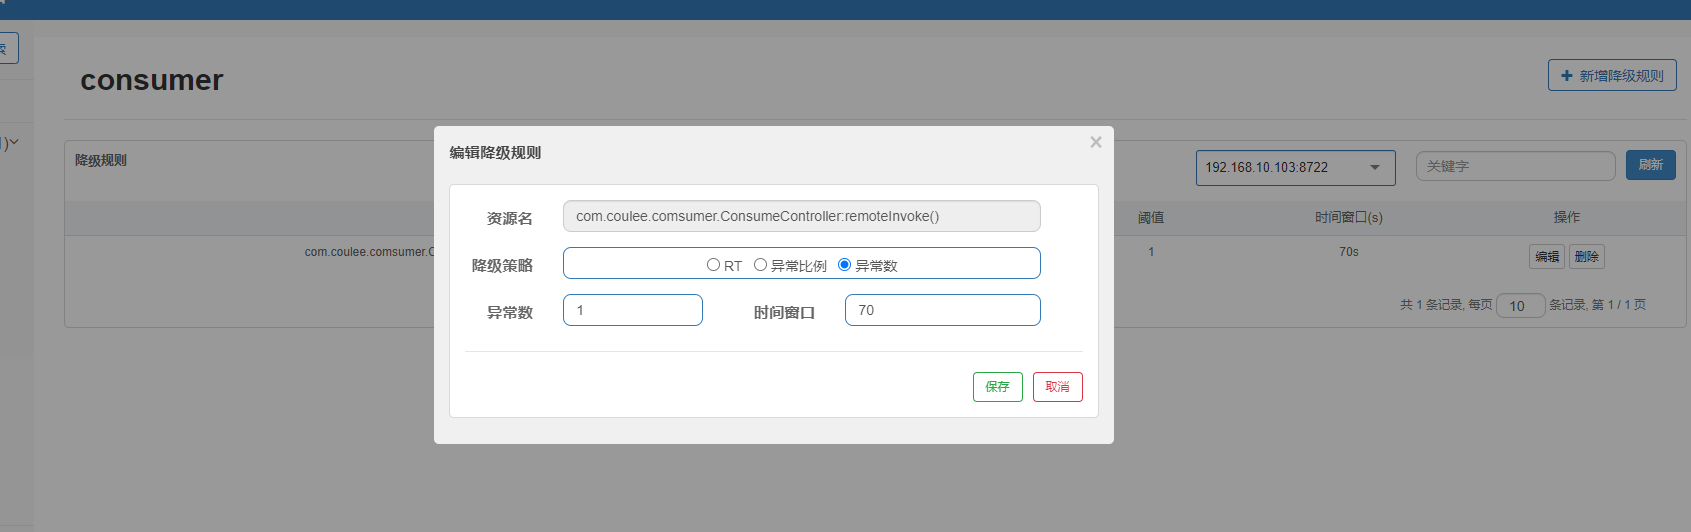 索
consumer
新增降级规则
)
降级规则
192.168.10.103:8722
关键字
刷新
阈值
时间窗口(s)
操作
com.coulee.comsumer.C
1
70s
编辑
删除
共 1 条记录, 每页 10 条记录, 第 1 / 1 页
编辑降级规则
×
资源名
com.coulee.comsumer.ConsumeController:remoteInvoke()
降级策略
RT 异常比例 异常数
异常数
1
时间窗口
70
保存
取消